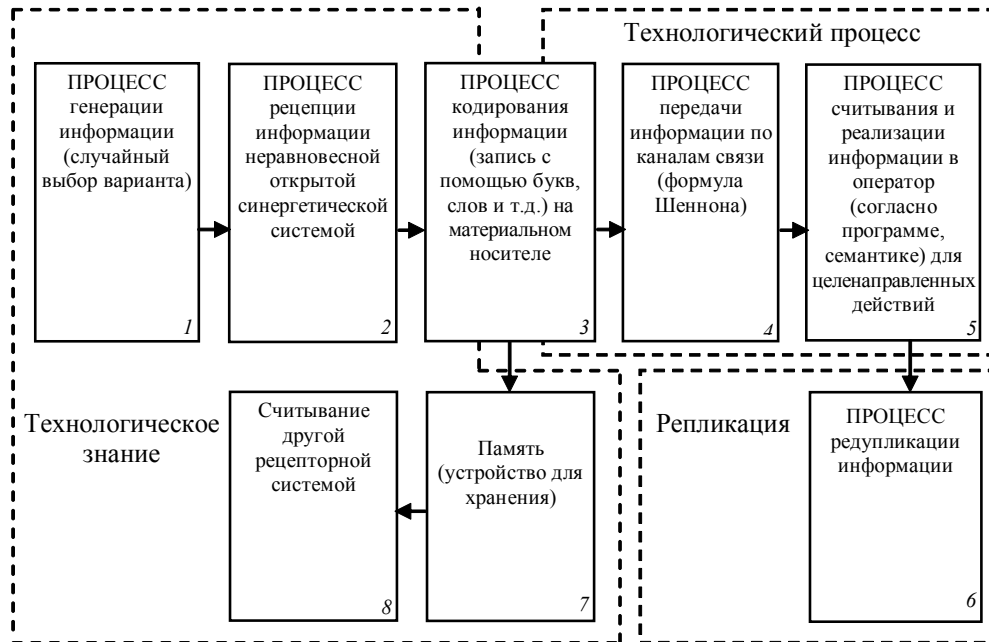 Технологический процесс
ПРОЦЕСС
генерации
информации
(случайный
выбор варианта)
1
ПРОЦЕСС
рецепции
информации
неравновесной
открытой
синергетической
системой
2
ПРОЦЕСС
кодирования
информации
(запись с
помощью букв,
слов и т.д.) на
материальном
носителе
3
ПРОЦЕСС
передачи
информации по
каналам связи
(формула
Шеннона)
4
ПРОЦЕСС
считывания и
реализации
информации в
оператор
(согласно
программе,
семантике) для
целенаправленных
действий
5
Технологическое
знание
Считывание
другой
рецепторной
системой
8
Память
(устройство для
хранения)
7
Репликация
ПРОЦЕСС
редупликации
информации
6